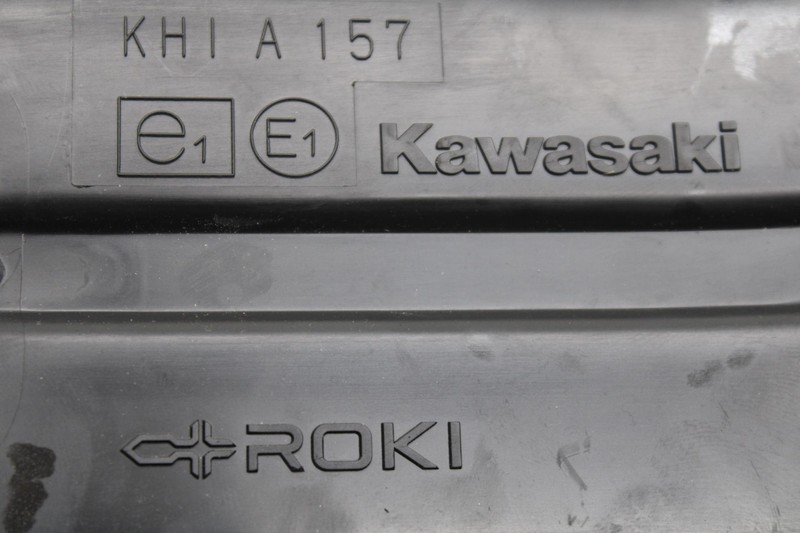 KHI A 157
e1 E1 Kawasaki
ROKI